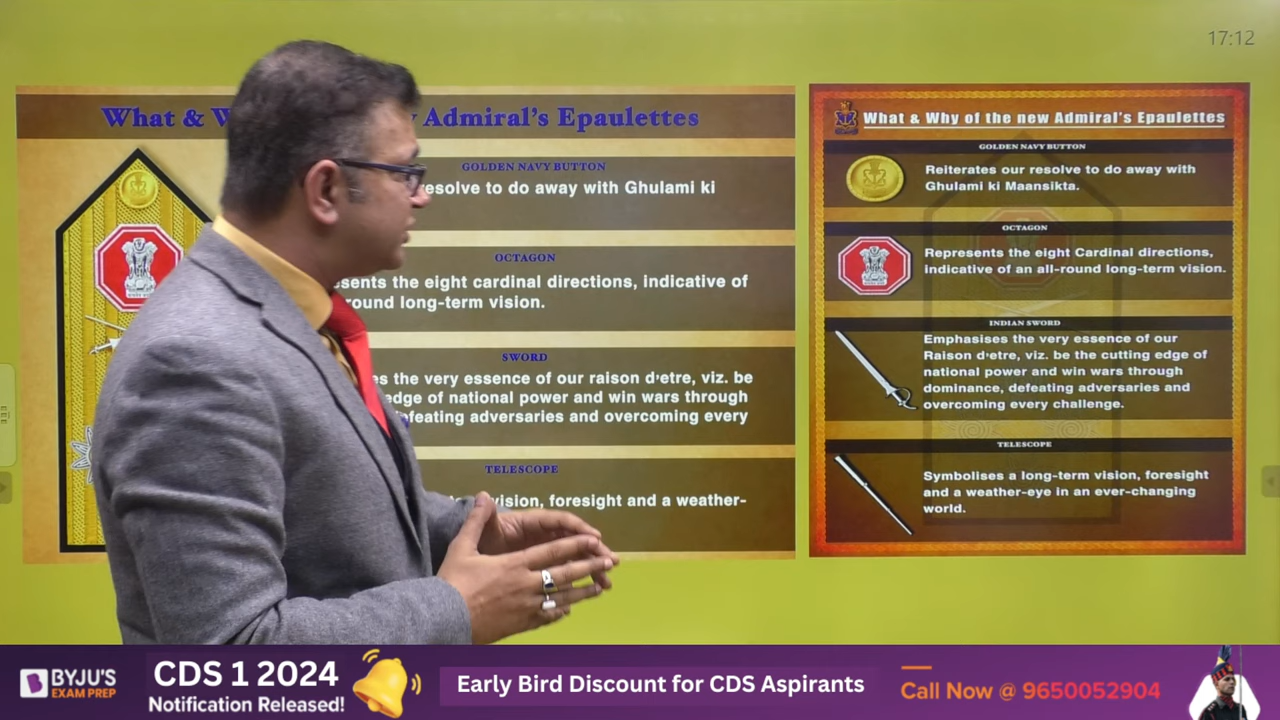 17:12
What & W Admiral's Epaulettes
GOLDEN NAVY BUTTON
resolve to do away with Ghulami ki
OCTAGON
the eight cardinal directions, indicative of
round long-term vision.
SWORD
the very essence of our raison d'etre, viz. be
edge of national power and win wars through
adversaries and overcoming every
TELESCOPE
vision, foresight and a weather-
What & Why of the new Admiral's Epaulettes
GOLDEN NAVY BUTTON
Reiterates our resolve to do away with
Ghulami ki Maansikta.
OCTAGON
Represents the eight Cardinal directions,
indicative of an all-round long-term vision.
INDIAN SWORD
Emphasises the very essence of our
Raison d'etre, viz. be the cutting edge of
national power and win wars through
dominance, defeating adversaries and
overcoming every challenge.
TELESCOPE
Symbolises a long-term vision, foresight
and a weather-eye in an ever-changing
world.
BYJU'S
EXAM PREP
CDS 1 2024
Notification Released!
Early Bird Discount for CDS Aspirants
Call Now @ 9650052904